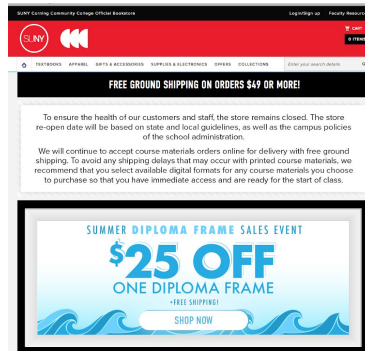 SUNY Corning Community College Official Bookstore
Login/Sign up Faculty Resourc
SUNY
CART
0 ITEMS
TEXTBOOKS APPAREL GIFTS & ACCESSORIES SUPPLIES & ELECTRONICS OFFERS COLLECTIONS Enter your search details
FREE GROUND SHIPPING ON ORDERS $49 OR MORE!
To ensure the health of our customers and staff, the store remains closed. The store
re-open date will be based on state and local guidelines, as well as the campus policies
of the school administration.
We will continue to accept course materials orders online for delivery with free ground
shipping. To avoid any shipping delays that may occur with printed course materials, we
recommend that you select available digital formats for any course materials you choose
to purchase so that you have immediate access and are ready for the start of class.
SUMMER DIPLOMA FRAME SALES EVENT
$25 OFF
ONE DIPLOMA FRAME
+FREE SHIPPING!
SHOP NOW